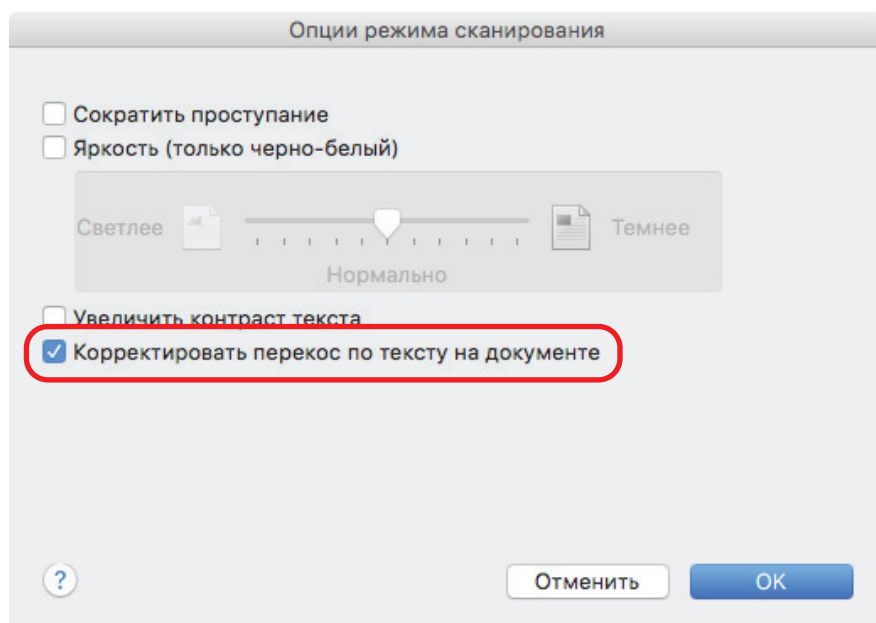 Опции режима сканирования
Сократить проступание
Яркость (только черно-белый)
Светлее
Темнее
Нормально
Увеличить контраст текста
Корректировать перекос по тексту на документе
?
Отменить
OK